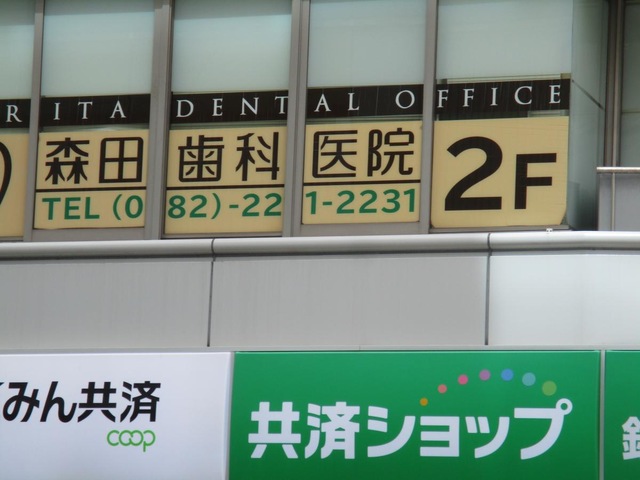 RITA DENTAL OFFICE
森田歯科医院 2F
TEL (082)-221-2231
くみん共済
coop
共済ショップ